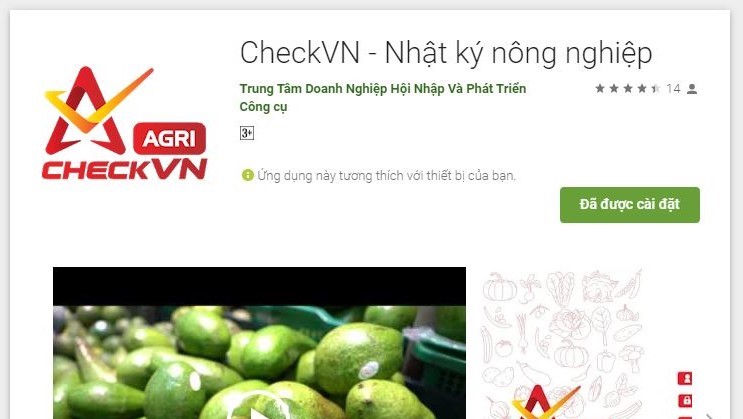 CheckVN - Nhật ký nông nghiệp
Trung Tâm Doanh Nghiệp Hội Nhập Và Phát Triển
Công cụ
14
3+
AGRI
CHECKVN
Ứng dụng này tương thích với thiết bị của bạn.
Đã được cài đặt